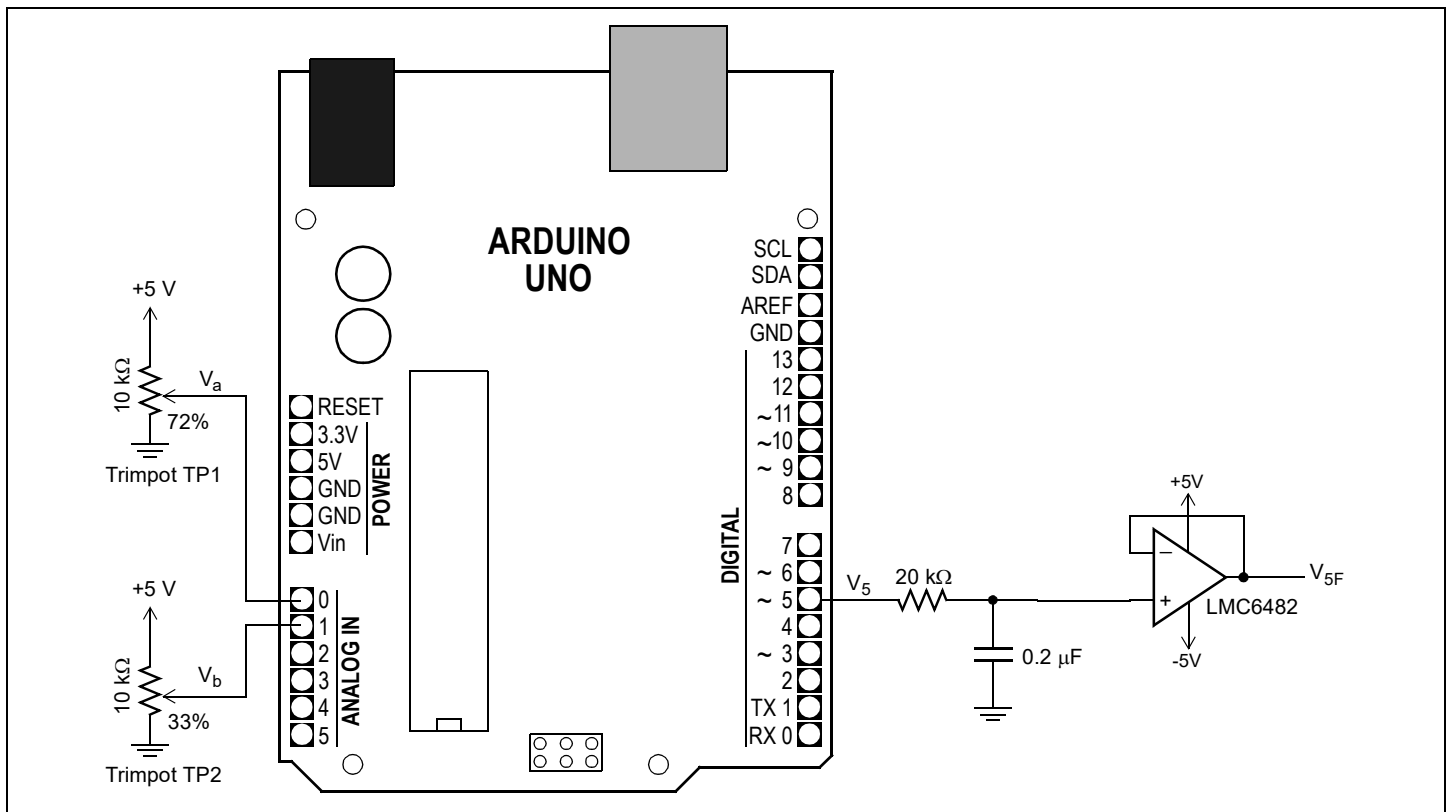 ARDUINO
UNO
+5 V
10 kΩ
Va
72%
Trimpot TP1
+5 V
10 kΩ
Vb
33%
Trimpot TP2
RESET
3.3V
5V
GND
GND
Vin
POWER
0
1
2
3
4
5
ANALOG IN
SCL
SDA
AREF
GND
13
12
~11
~10
~ 9
8
7
~ 6
~ 5
4
~ 3
2
TX 1
RX 0
DIGITAL
V5
20 kΩ
0.2 μF
+5V
−
+
LMC6482
-5V
V5F